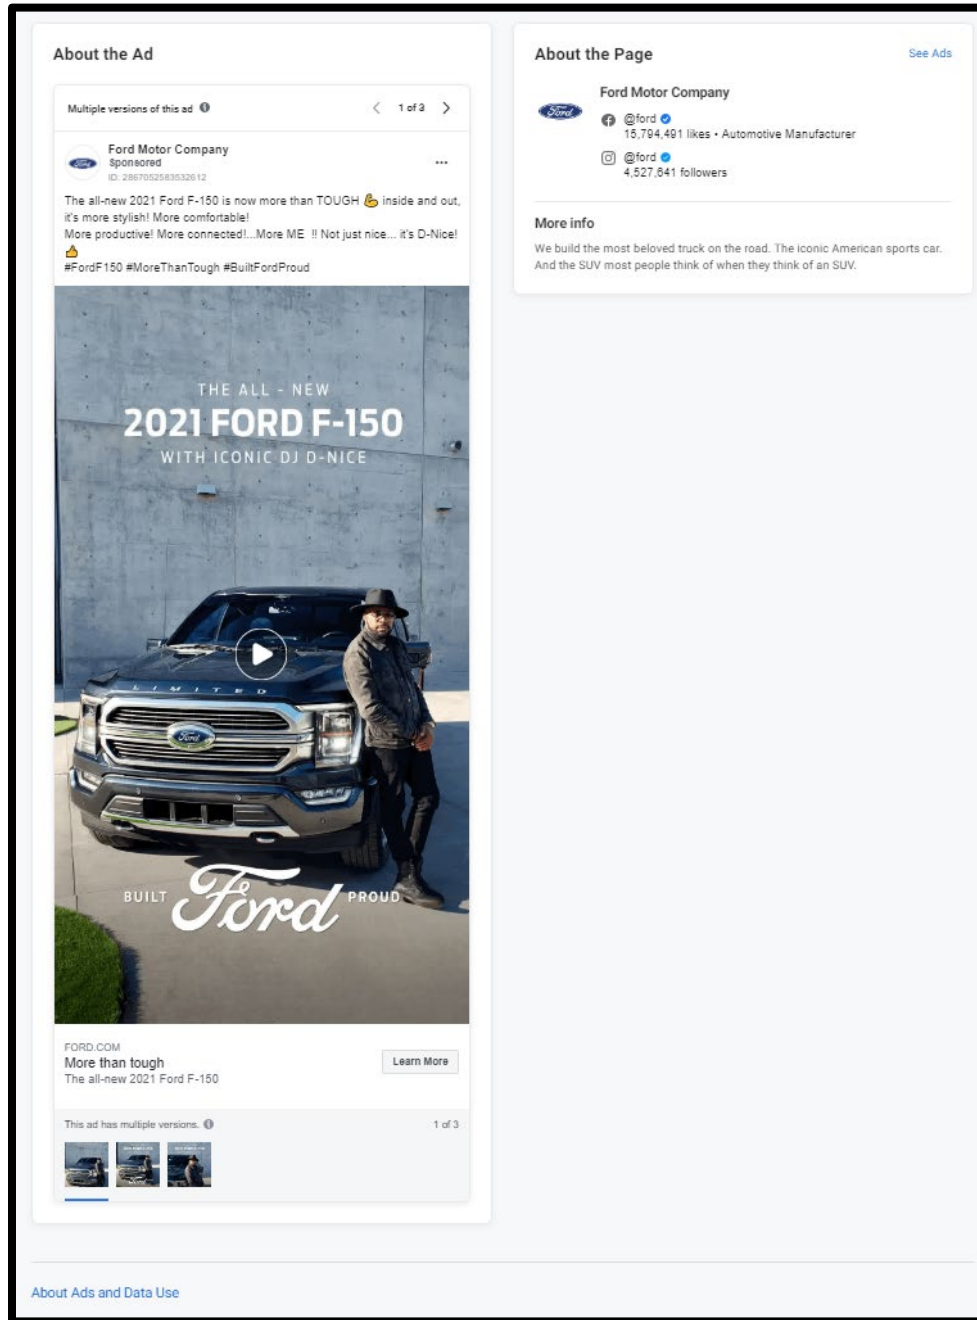 About the Ad
Multiple versions of this ad
1 of 3
Ford
Ford Motor Company
Sponsored
ID: 2867052583532612
The all-new 2021 Ford F-150 is now more than TOUGH 💪 inside and out,
it's more stylish! More comfortable!
More productive! More connected!...More ME !! Not just nice... it's D-Nice!
👍
#FordF150 #MoreThanTough #BuiltFordProud
THE ALL - NEW
2021 FORD F-150
WITH ICONIC DJ D-NICE
LIMITED
Ford
BUILT Ford PROUD
FORD.COM
More than tough
The all-new 2021 Ford F-150
Learn More
This ad has multiple versions.
1 of 3
About the Page
See Ads
Ford
Ford Motor Company
@ford
15,794,491 likes • Automotive Manufacturer
@ford
4,527,641 followers
More info
We build the most beloved truck on the road. The iconic American sports car.
And the SUV most people think of when they think of an SUV.
About Ads and Data Use